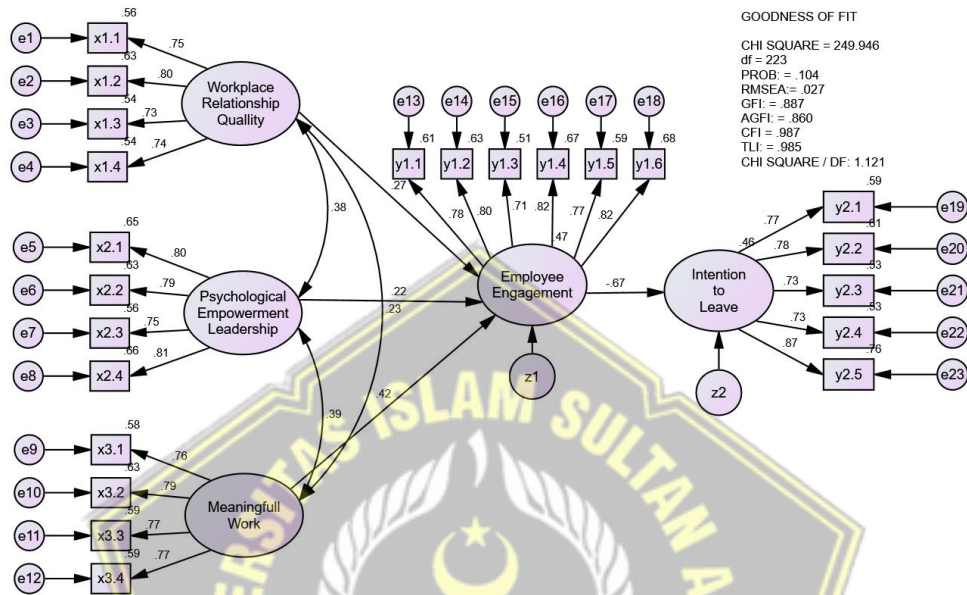 GOODNESS OF FIT
CHI SQUARE = 249.946
df = 223
PROB: = .104
RMSEA:= .027
GFI: = .887
AGFI: = .860
CFI: = .987
TLI: = .985
CHI SQUARE / DF: 1.121
e1
x1.1
.56
.75
e2
x1.2
.63
.80
e3
x1.3
.54
.73
e4
x1.4
.54
.74
Workplace
Relationship
Quallity
e5
x2.1
.65
.80
e6
x2.2
.63
.79
e7
x2.3
.56
.75
e8
x2.4
.66
.81
Psychological
Empowerment
Leadership
e9
x3.1
.58
.76
e10
x3.2
.63
.79
e11
x3.3
.59
.77
e12
x3.4
.59
.77
Meaningfull
Work
.38
.23
.39
.27
.22
.42
e13
e14
e15
e16
e17
e18
.61
.63
.51
.67
.59
.68
y1.1
y1.2
y1.3
y1.4
y1.5
y1.6
.78
.80
.71
.82
.77
.82
.47
Employee
Engagement
z1
-.67
.46
Intention
to
Leave
z2
.77
y2.1
.59
e19
.78
y2.2
.61
e20
.73
y2.3
.53
e21
.73
y2.4
.53
e22
.87
y2.5
.76
e23
ERSITAS ISLAM SULTAN A